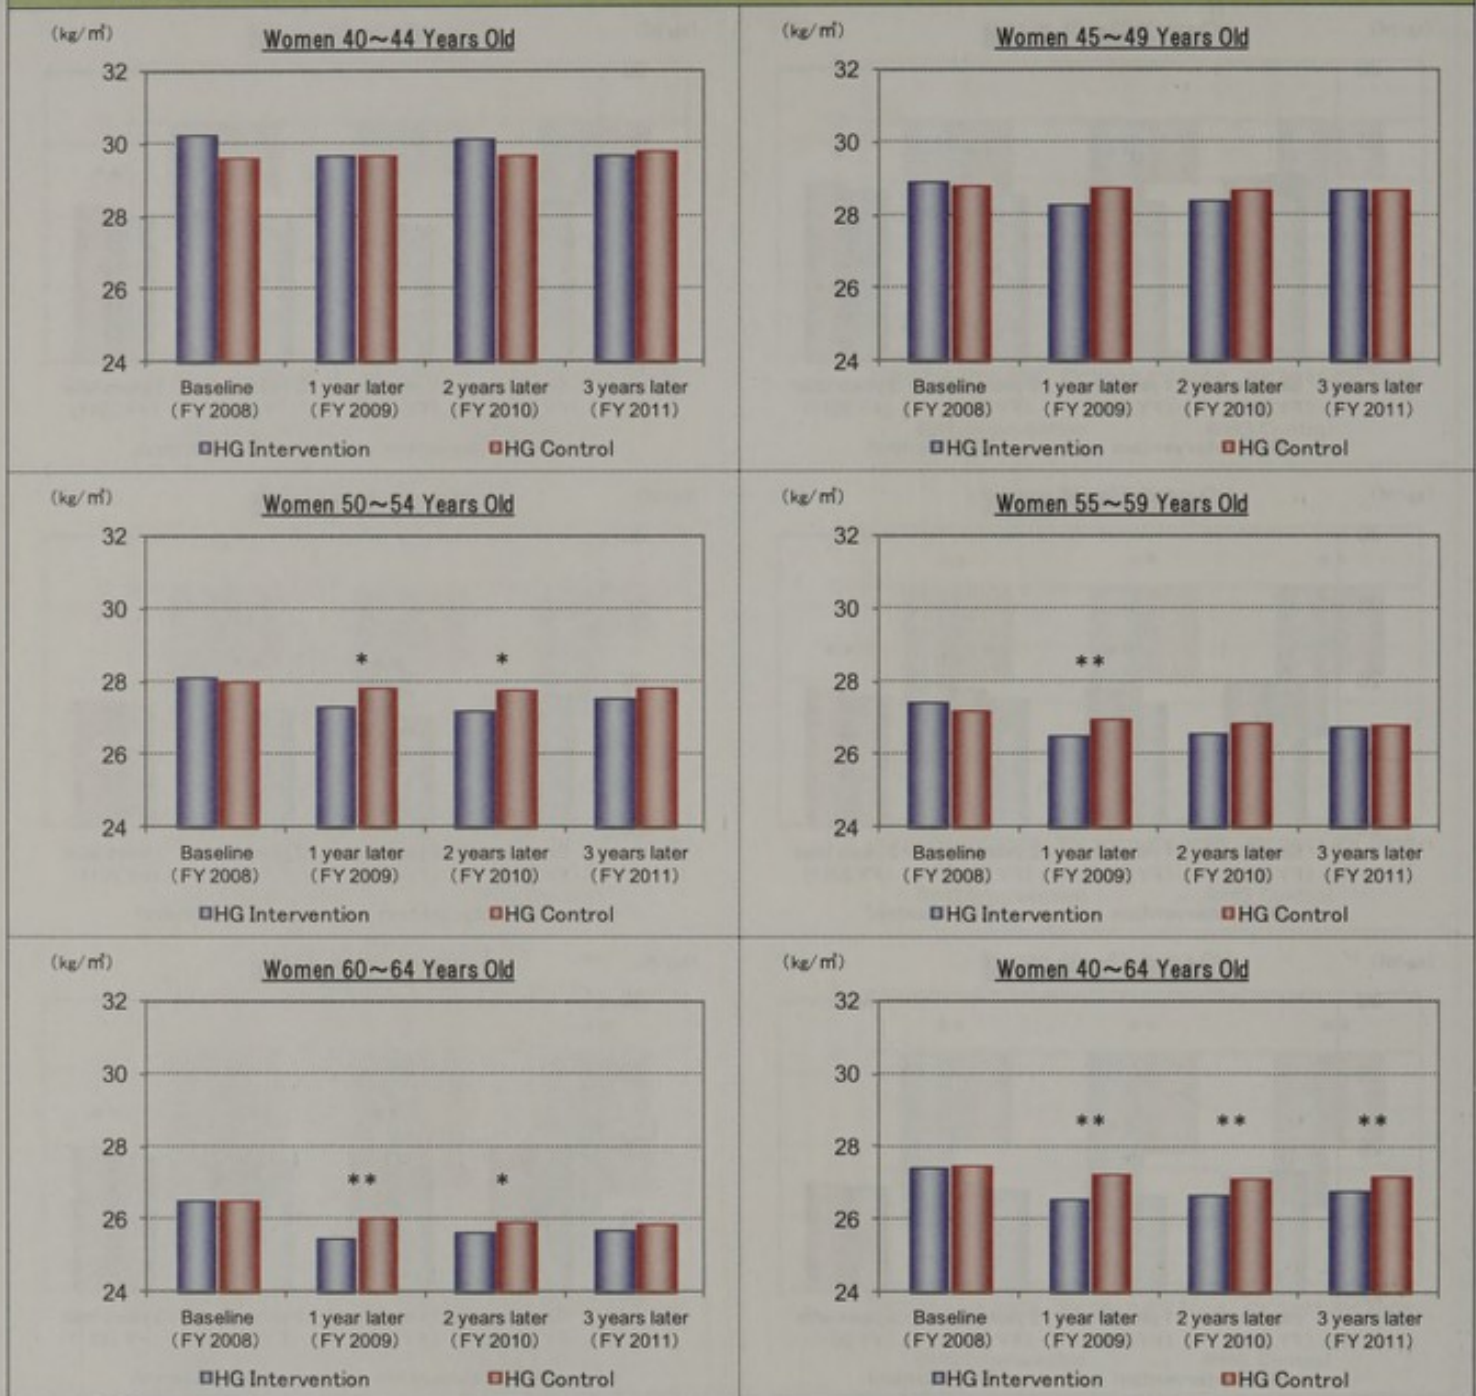 (kg/㎡)
Women 40～44 Years Old
32
30
28
26
24
Baseline 1 year later 2 years later 3 years later
(FY 2008) (FY 2009) (FY 2010) (FY 2011)
HG Intervention HG Control
(kg/㎡)
Women 45～49 Years Old
32
30
28
26
24
Baseline 1 year later 2 years later 3 years later
(FY 2008) (FY 2009) (FY 2010) (FY 2011)
HG Intervention HG Control
(kg/㎡)
Women 50～54 Years Old
32
30
* *
28
26
24
Baseline 1 year later 2 years later 3 years later
(FY 2008) (FY 2009) (FY 2010) (FY 2011)
HG Intervention HG Control
(kg/㎡)
Women 55～59 Years Old
32
30
**
28
26
24
Baseline 1 year later 2 years later 3 years later
(FY 2008) (FY 2009) (FY 2010) (FY 2011)
HG Intervention HG Control
(kg/㎡)
Women 60～64 Years Old
32
30
28
** *
26
24
Baseline 1 year later 2 years later 3 years later
(FY 2008) (FY 2009) (FY 2010) (FY 2011)
HG Intervention HG Control
(kg/㎡)
Women 40～64 Years Old
32
30
** ** **
28
26
24
Baseline 1 year later 2 years later 3 years later
(FY 2008) (FY 2009) (FY 2010) (FY 2011)
HG Intervention HG Control